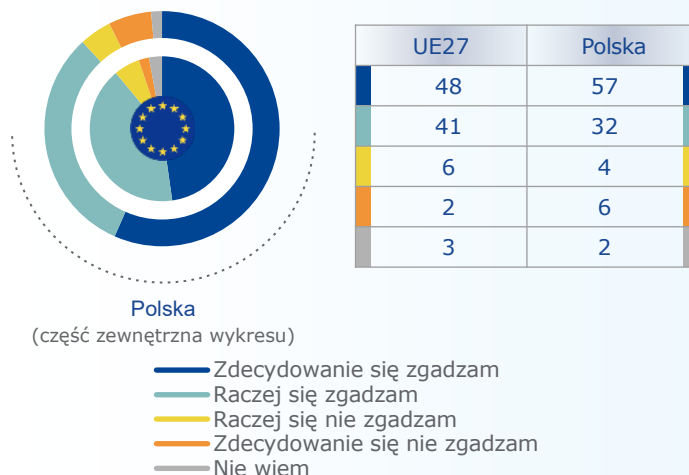 UE27 Polska
48 57
41 32
6 4
2 6
3 2
Polska
(część zewnętrzna wykresu)
Zdecydowanie się zgadzam
Raczej się zgadzam
Raczej się nie zgadzam
Zdecydowanie się nie zgadzam
Nie wiem